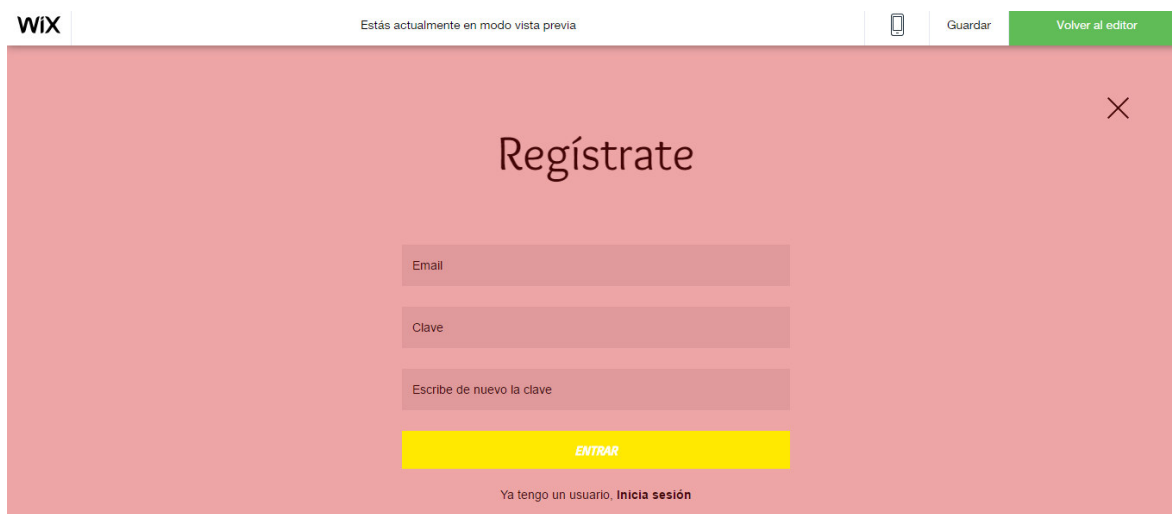 WiX
Estás actualmente en modo vista previa
Guardar
Volver al editor
Regístrate
Email
Clave
Escribe de nuevo la clave
ENTRAR
Ya tengo un usuario, Inicia sesión